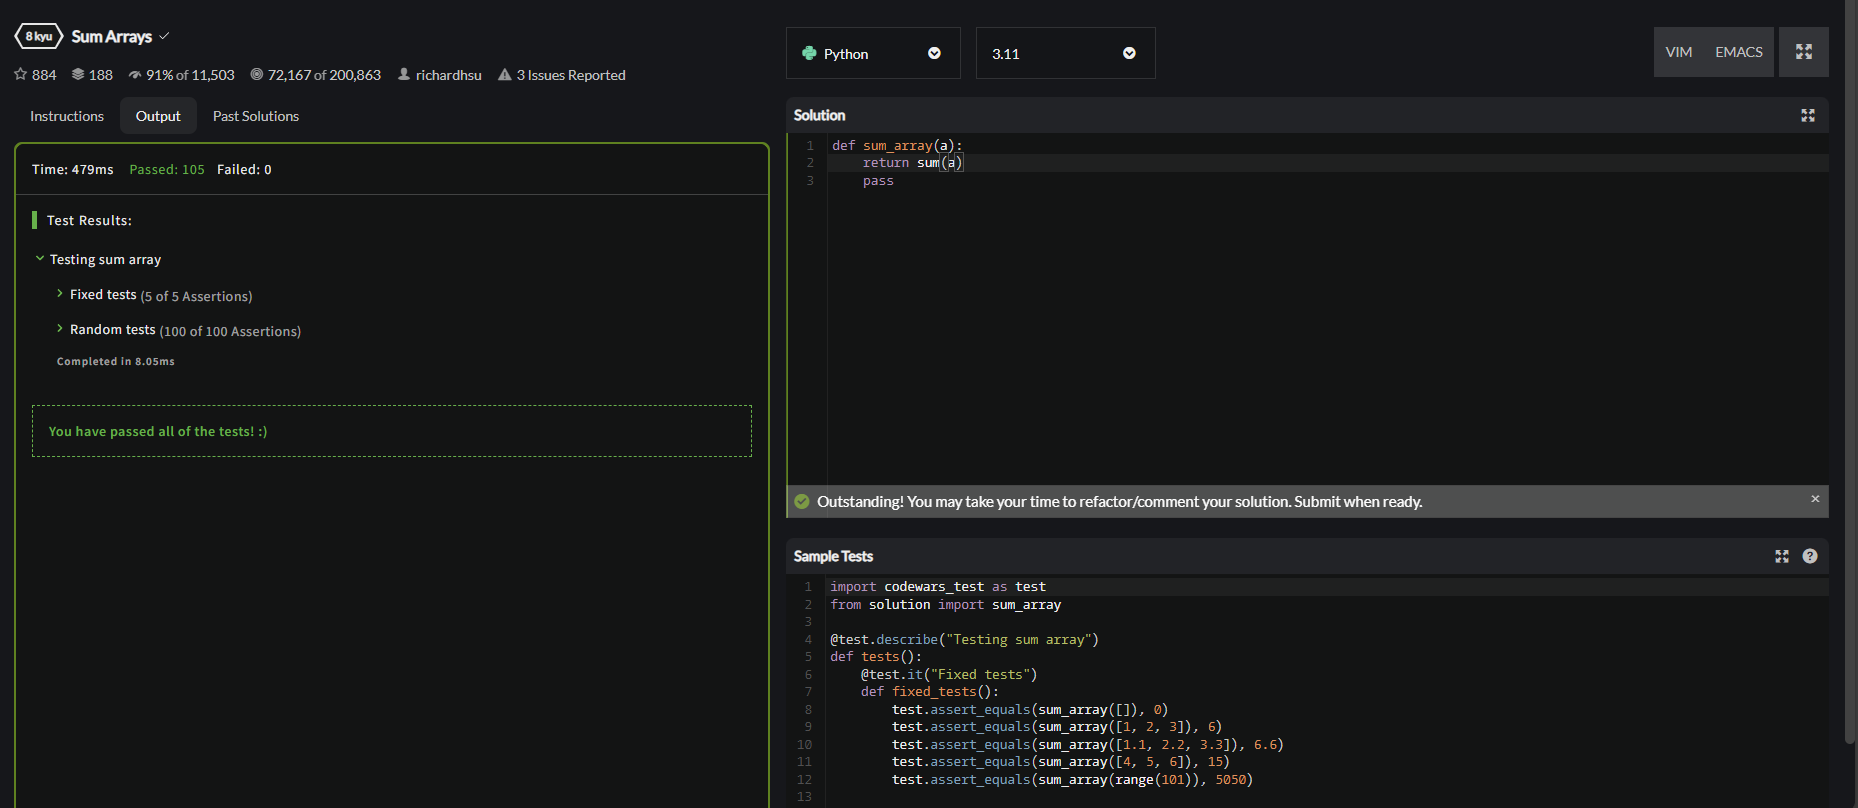 8 kyu Sum Arrays
884 188 91% of 11,503 72,167 of 200,863 richardhsu 3 Issues Reported
Instructions Output Past Solutions
Time: 479ms Passed: 105 Failed: 0
Test Results:
Testing sum array
Fixed tests (5 of 5 Assertions)
Random tests (100 of 100 Assertions)
Completed in 8.05ms
You have passed all of the tests! :)
Python 3.11 VIM EMACS
Solution
1 def sum_array(a):
2     return sum(a)
3     pass
Outstanding! You may take your time to refactor/comment your solution. Submit when ready. ×
Sample Tests ?
1 import codewars_test as test
2 from solution import sum_array
3
4 @test.describe("Testing sum array")
5 def tests():
6     @test.it("Fixed tests")
7     def fixed_tests():
8         test.assert_equals(sum_array([]), 0)
9         test.assert_equals(sum_array([1, 2, 3]), 6)
10         test.assert_equals(sum_array([1.1, 2.2, 3.3]), 6.6)
11         test.assert_equals(sum_array([4, 5, 6]), 15)
12         test.assert_equals(sum_array(range(101)), 5050)
13